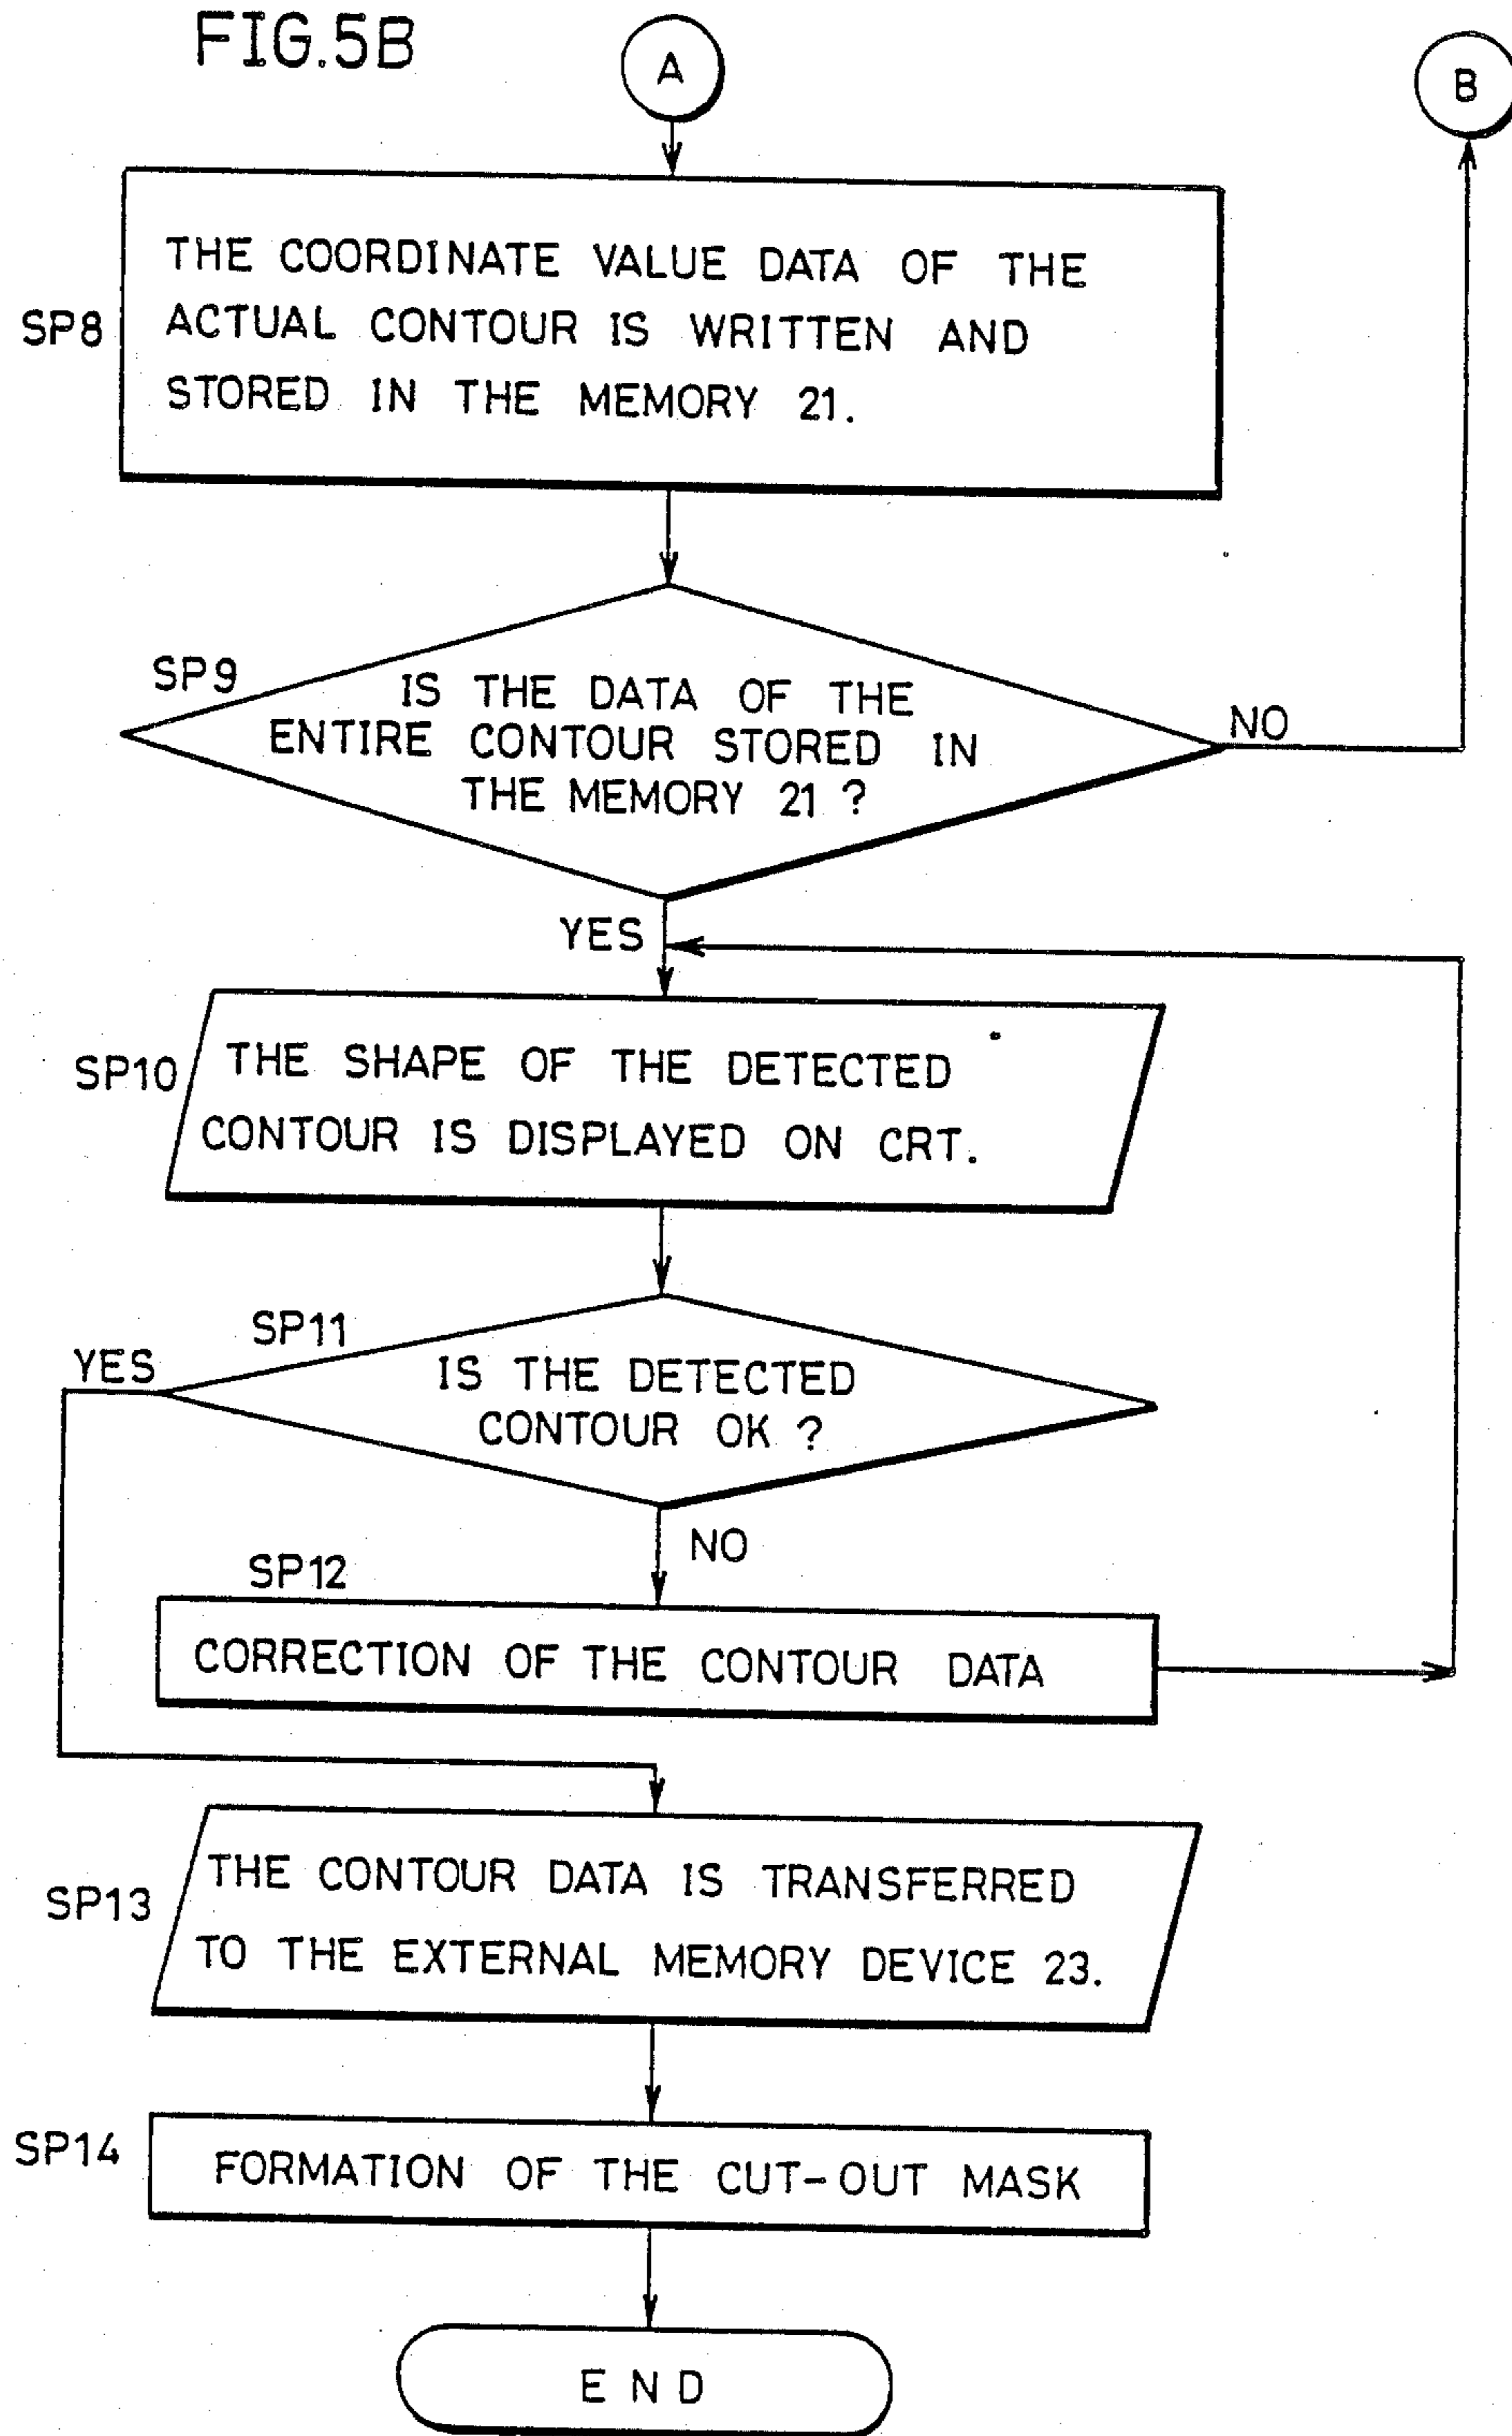 FIG.5B
A
B
SP8
THE COORDINATE VALUE DATA OF THE
ACTUAL CONTOUR IS WRITTEN AND
STORED IN THE MEMORY 21.
SP9
IS THE DATA OF THE
ENTIRE CONTOUR STORED IN
THE MEMORY 21 ?
NO
YES
SP10
THE SHAPE OF THE DETECTED
CONTOUR IS DISPLAYED ON CRT.
SP11
YES
IS THE DETECTED
CONTOUR OK ?
NO
SP12
CORRECTION OF THE CONTOUR DATA
SP13
THE CONTOUR DATA IS TRANSFERRED
TO THE EXTERNAL MEMORY DEVICE 23.
SP14
FORMATION OF THE CUT-OUT MASK
END